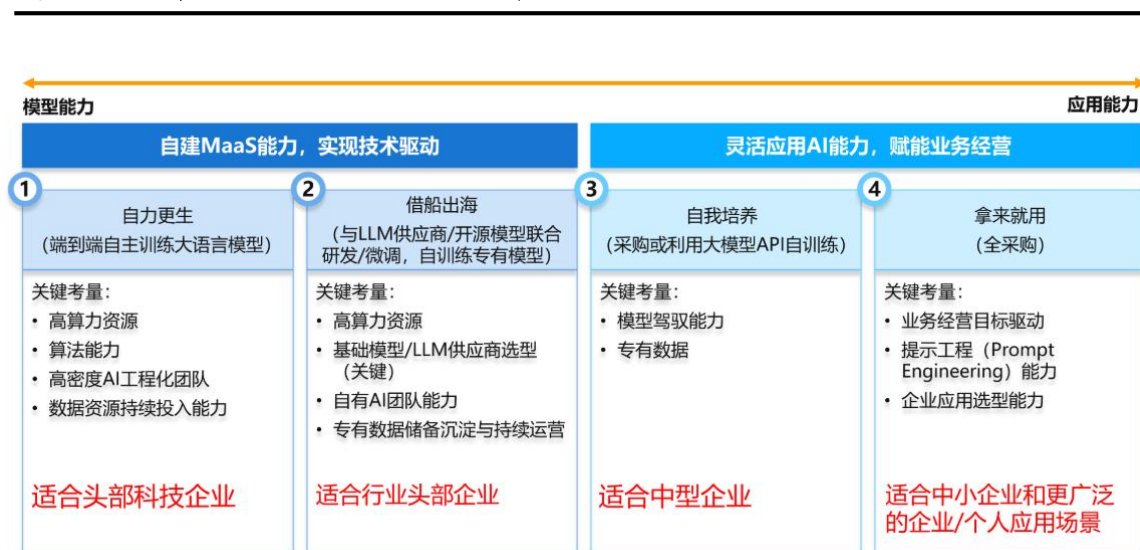 模型能力
应用能力
自建MaaS能力，实现技术驱动
灵活应用AI能力，赋能业务经营
1
自力更生
（端到端自主训练大语言模型）
关键考量：
• 高算力资源
• 算法能力
• 高密度AI工程化团队
• 数据资源持续投入能力
适合头部科技企业
2
借船出海
（与LLM供应商/开源模型联合
研发/微调，自训练专有模型）
关键考量：
• 高算力资源
• 基础模型/LLM供应商选型
（关键）
• 自有AI团队能力
• 专有数据储备沉淀与持续运营
适合行业头部企业
3
自我培养
（采购或利用大模型API自训练）
关键考量：
• 模型驾驭能力
• 专有数据
适合中型企业
4
拿来就用
（全采购）
关键考量：
• 业务经营目标驱动
• 提示工程（Prompt
Engineering）能力
• 企业应用选型能力
适合中小企业和更广泛
的企业/个人应用场景